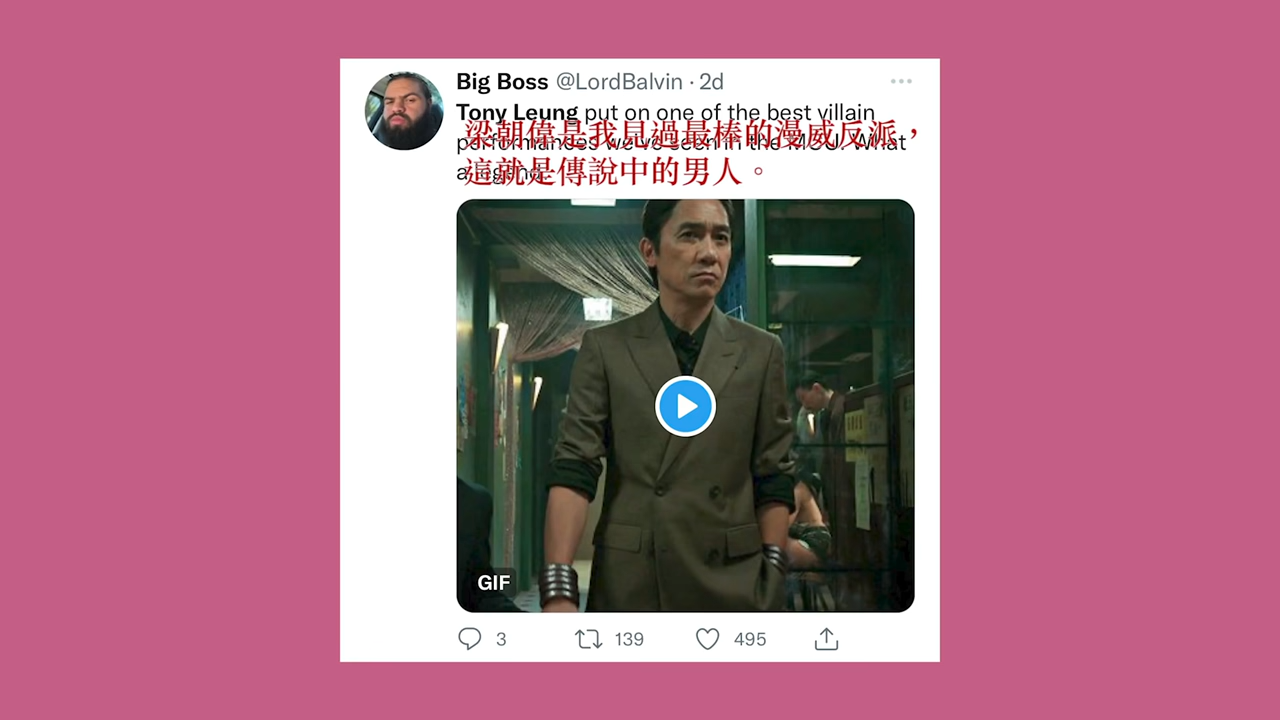 Big Boss @LordBalvin · 2d
Tony Leung put on one of the best villain
performances we've seen in the MCU. What
a legend.
梁朝偉是我見過最棒的漫威反派，
這就是傳說中的男人。
GIF
3 139 495